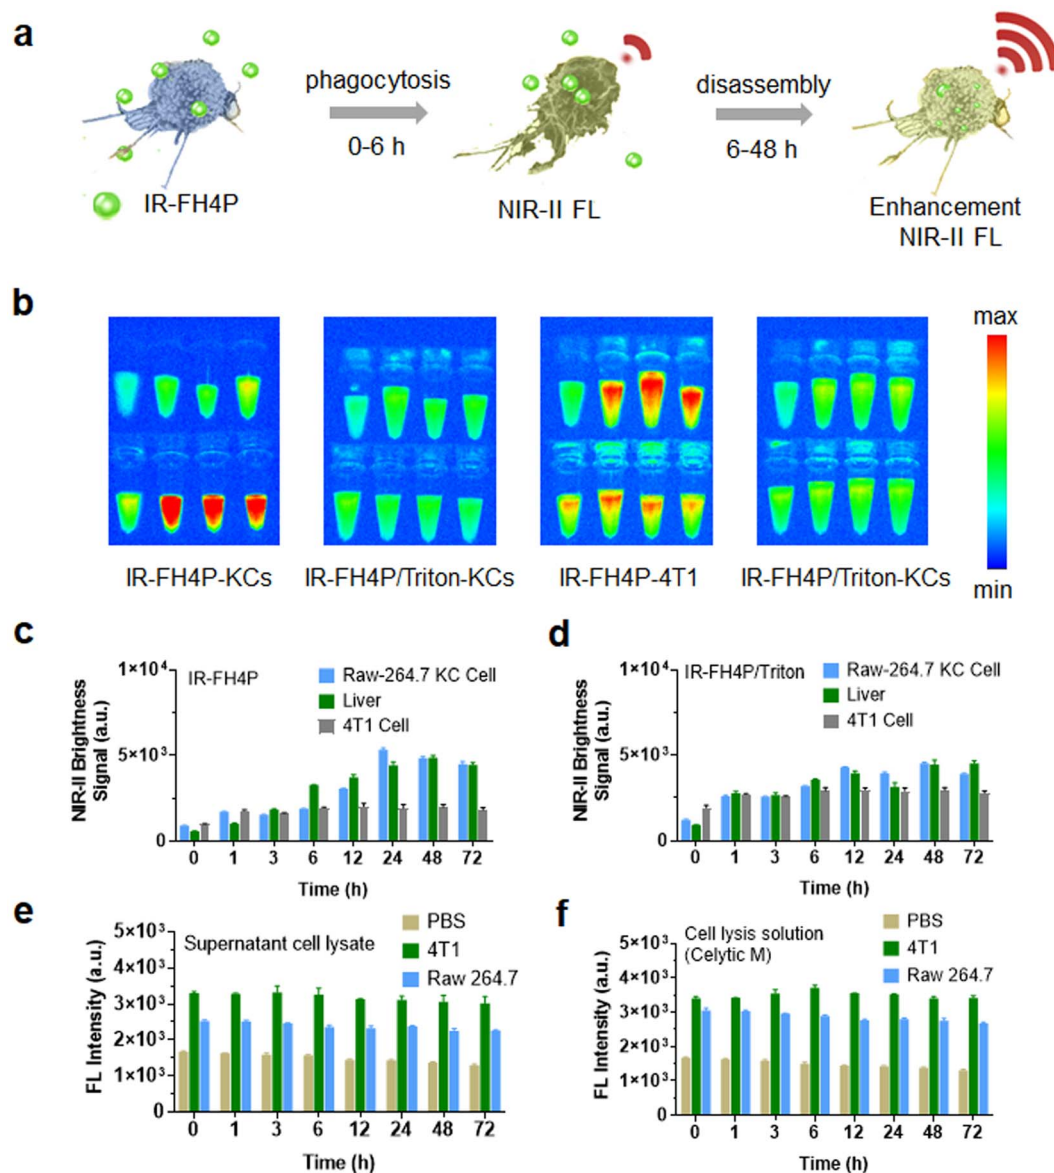 a
phagocytosis
0-6 h
disassembly
6-48 h
IR-FH4P
NIR-II FL
Enhancement
NIR-II FL
b
max
min
IR-FH4P-KCs
IR-FH4P/Triton-KCs
IR-FH4P-4T1
IR-FH4P/Triton-KCs
c
NIR-II Brightness
Signal (a.u.)
1×10⁴
5×10³
0
IR-FH4P
Raw-264.7 KC Cell
Liver
4T1 Cell
0 1 3 6 12 24 48 72
Time (h)
d
NIR-II Brightness
Signal (a.u.)
1×10⁴
5×10³
0
IR-FH4P/Triton
Raw-264.7 KC Cell
Liver
4T1 Cell
0 1 3 6 12 24 48 72
Time (h)
e
FL Intensity (a.u.)
5×10³
4×10³
3×10³
2×10³
1×10³
0
Supernatant cell lysate
PBS
4T1
Raw 264.7
0 1 3 6 12 24 48 72
Time (h)
f
FL Intensity (a.u.)
5×10³
4×10³
3×10³
2×10³
1×10³
0
Cell lysis solution
(Celytic M)
PBS
4T1
Raw 264.7
0 1 3 6 12 24 48 72
Time (h)